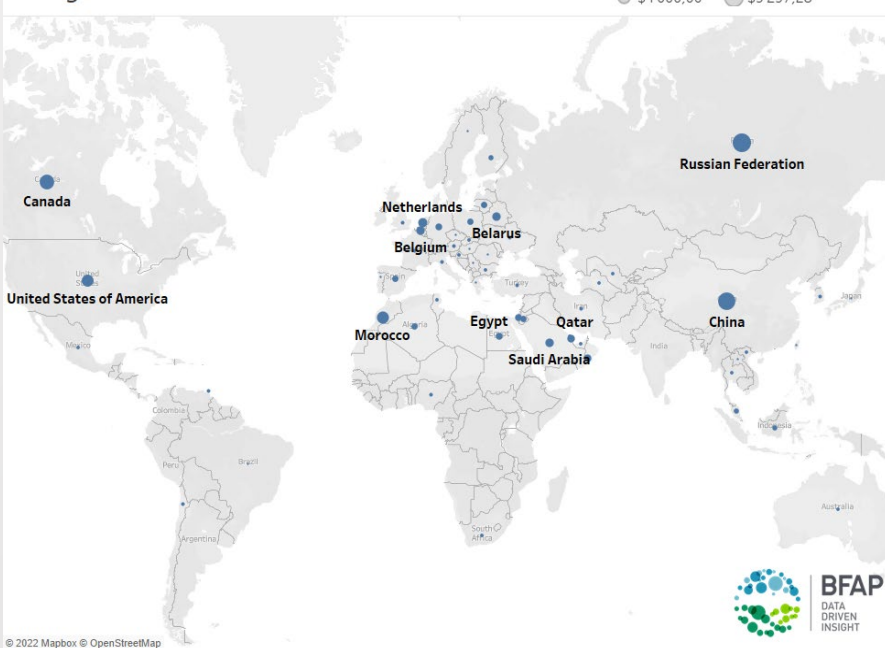 Canada
United States of America
Mexico
Colombia
Peru
Brazil
Argentina
Netherlands
Belgium
Belarus
Spain
Turkey
Morocco
Algeria
Egypt
Egypt
Qatar
Iran
Saudi Arabia
South
Africa
Russian Federation
China
Japan
India
Indonesia
Australia
BFAP
DATA
DRIVEN
INSIGHT
© 2022 Mapbox © OpenStreetMap